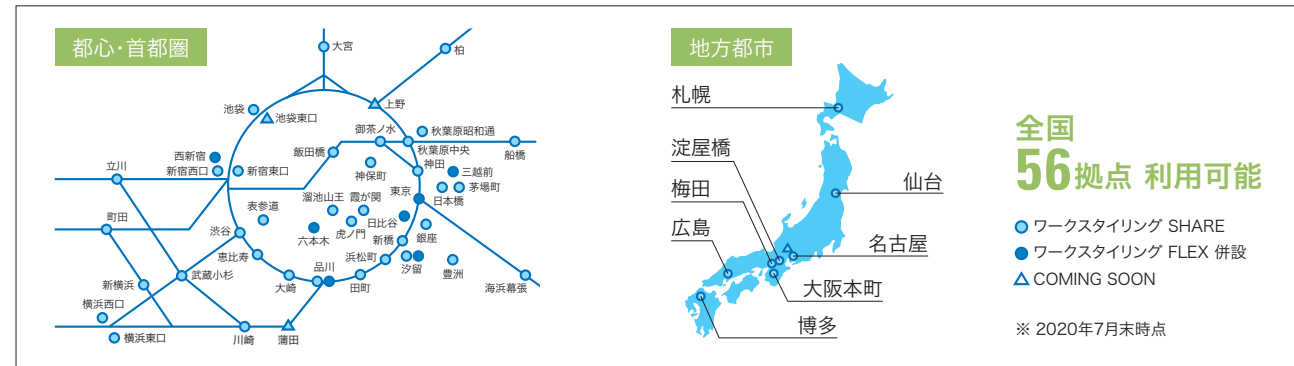 都心・首都圏
大宮
柏
池袋
池袋東口
上野
御茶ノ水
秋葉原昭和通
西新宿
飯田橋
秋葉原中央
船橋
立川
新宿西口
新宿東口
神保町
神田
三越前
溜池山王
霞が関
東京
日本橋
茅場町
町田
表参道
日比谷
渋谷
六本木
虎ノ門
新橋
銀座
恵比寿
品川
浜松町
汐留
豊洲
武蔵小杉
新横浜
大崎
田町
海浜幕張
横浜西口
横浜東口
川崎
蒲田
地方都市
札幌
淀屋橋
梅田
仙台
広島
名古屋
大阪本町
博多
全国
56拠点 利用可能
ワークスタイリング SHARE
ワークスタイリング FLEX 併設
COMING SOON
※ 2020年7月末時点